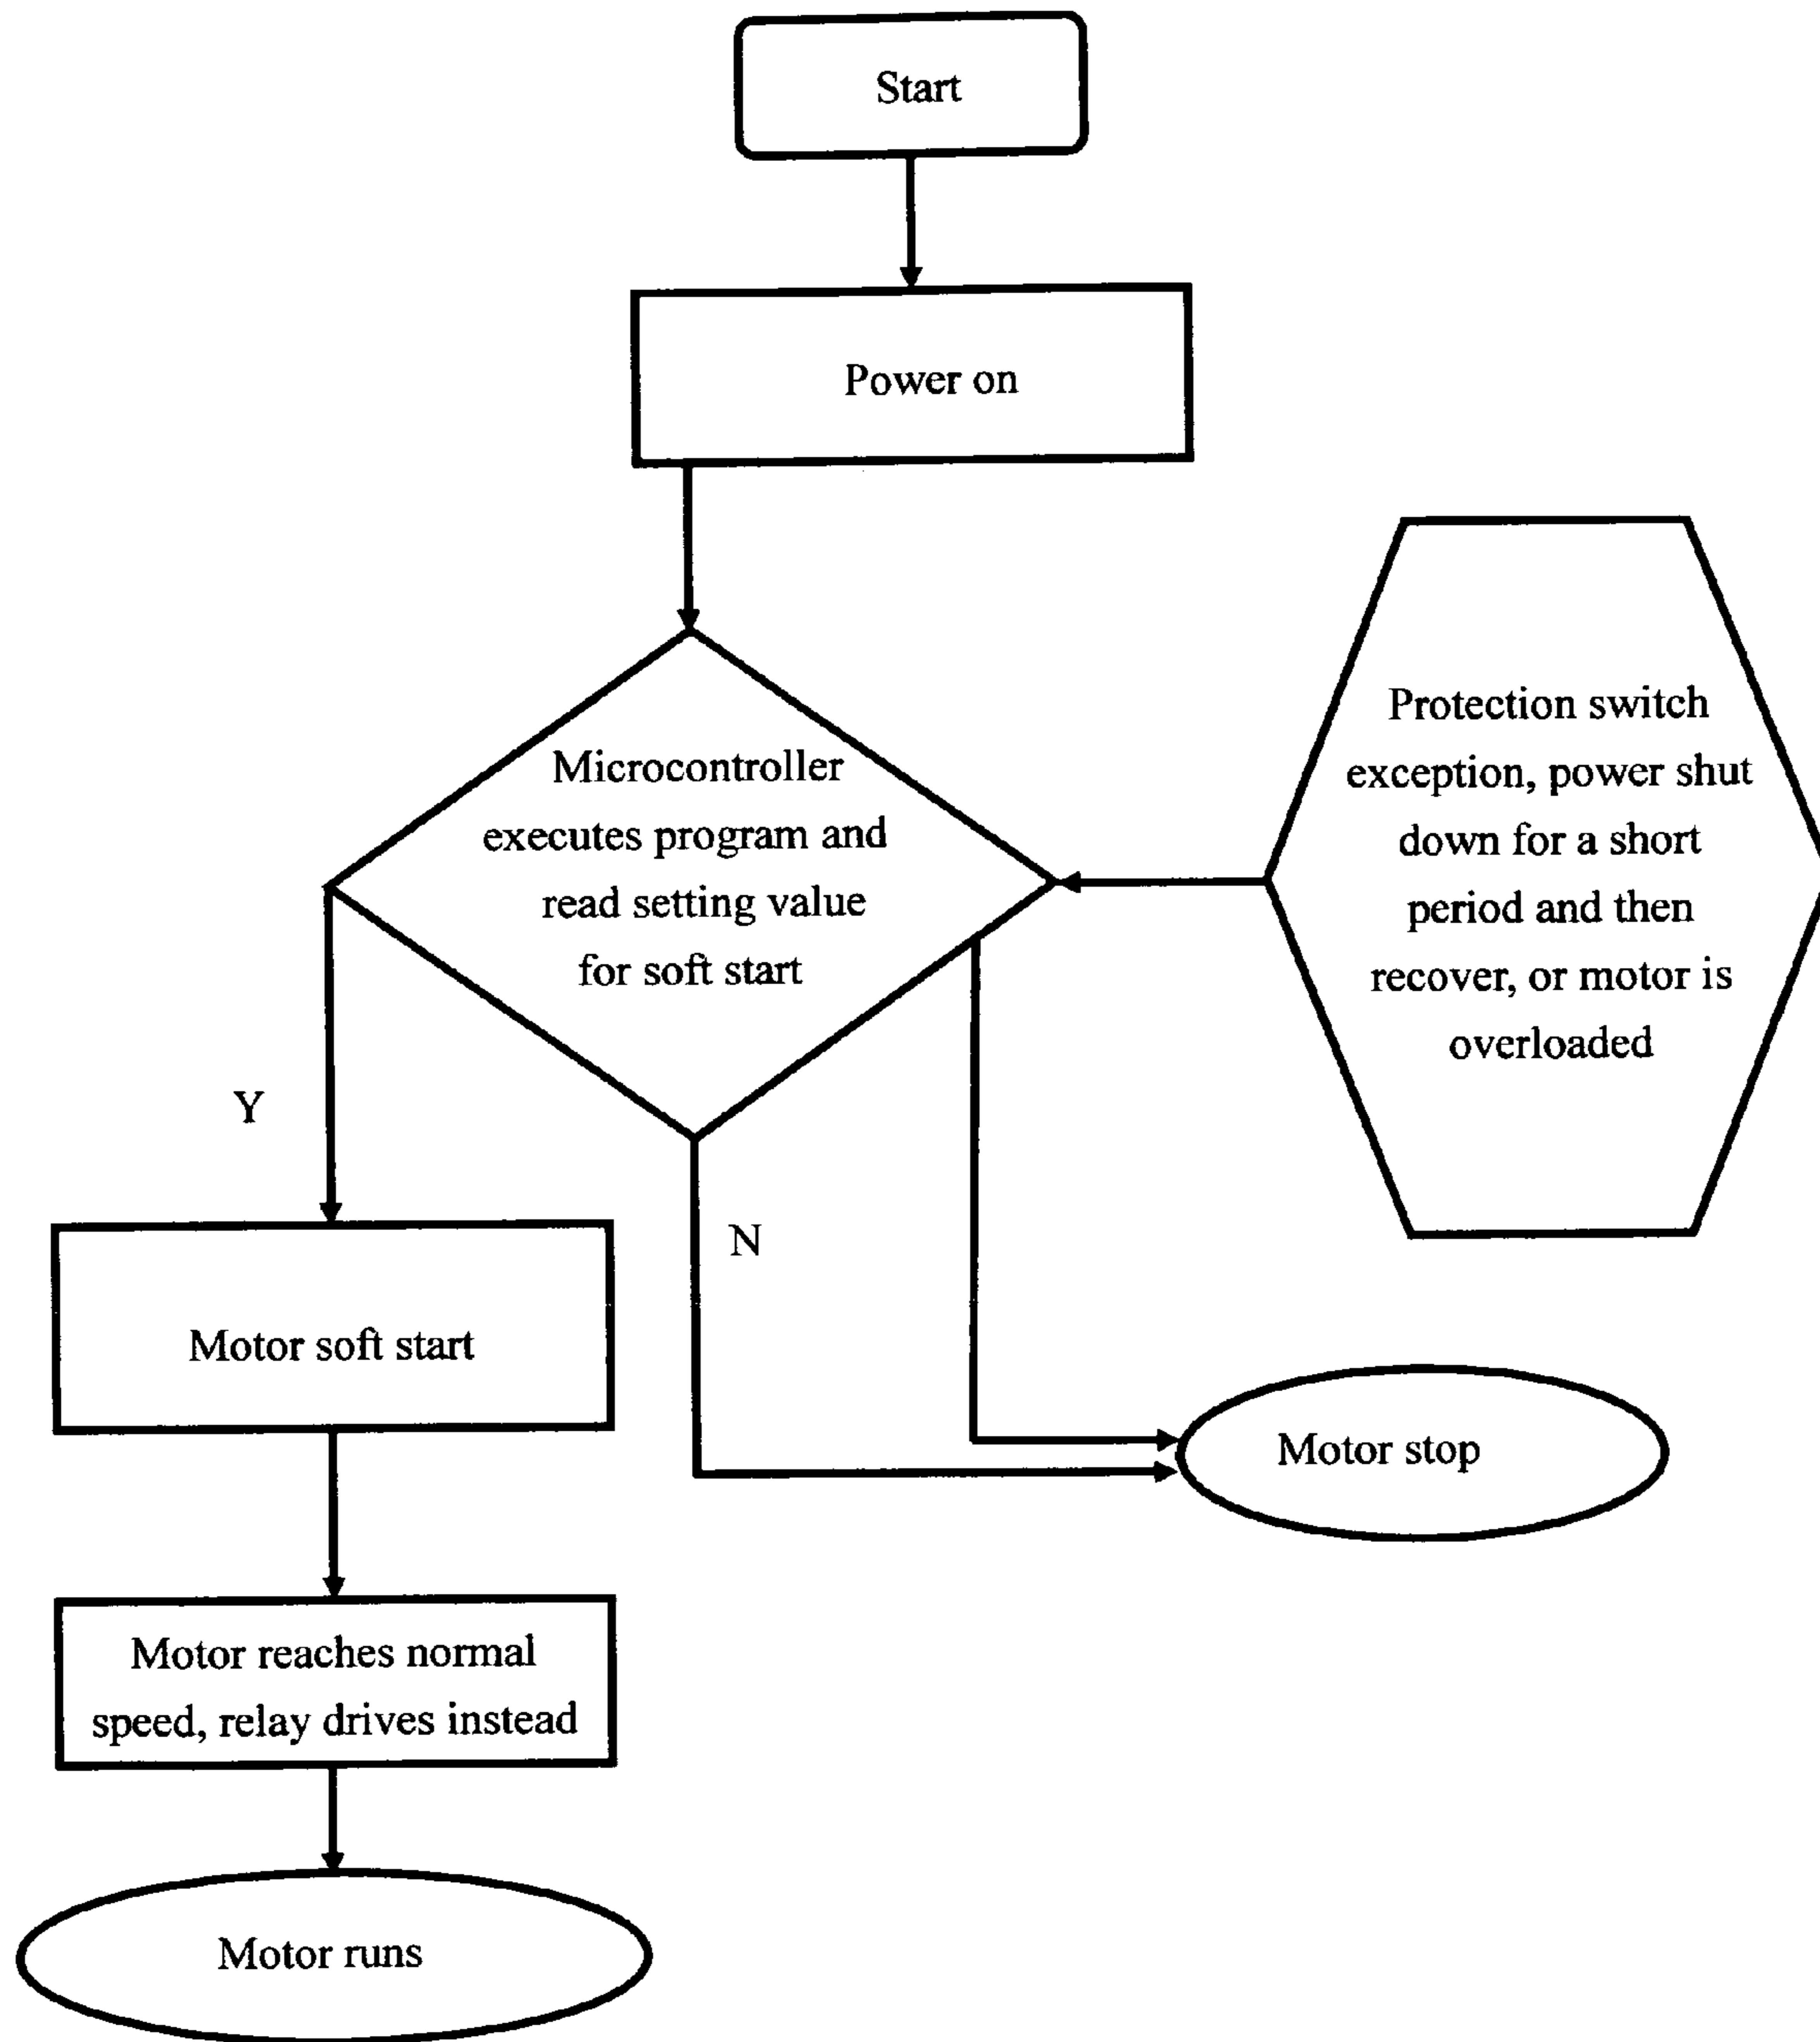 Start
Power on
Microcontroller
executes program and
read setting value
for soft start
Protection switch
exception, power shut
down for a short
period and then
recover, or motor is
overloaded
Y
N
Motor soft start
Motor stop
Motor reaches normal
speed, relay drives instead
Motor runs